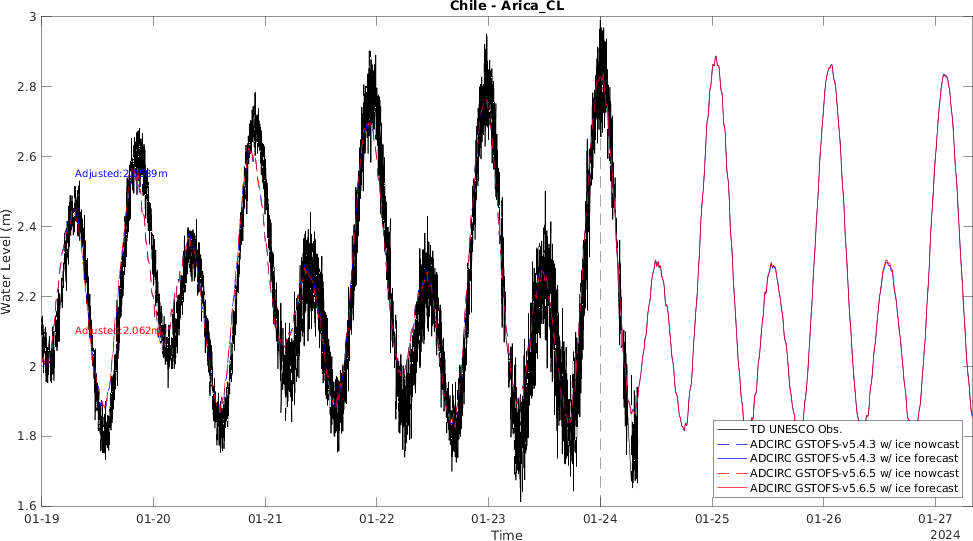 Chile - Arica_CL
3
2.8
2.6
2.4
2.2
2
1.8
1.6
Water Level (m)
Adjusted:
Adjusted:2.062m
TD UNESCO Obs.
ADCIRC GSTOFS-v5.4.3 w/ ice nowcast
ADCIRC GSTOFS-v5.4.3 w/ ice forecast
ADCIRC GSTOFS-v5.6.5 w/ ice nowcast
ADCIRC GSTOFS-v5.6.5 w/ ice forecast
01-19
01-20
01-21
01-22
01-23
01-24
01-25
01-26
01-27
Time
2024